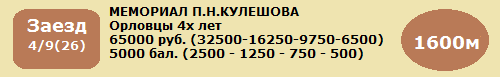 Заезд
4/9(26)
МЕМОРИАЛ П.Н.КУЛЕШОВА
Орловцы 4х лет
65000 руб. (32500-16250-9750-6500)
5000 бал. (2500 - 1250 - 750 - 500)
1600м